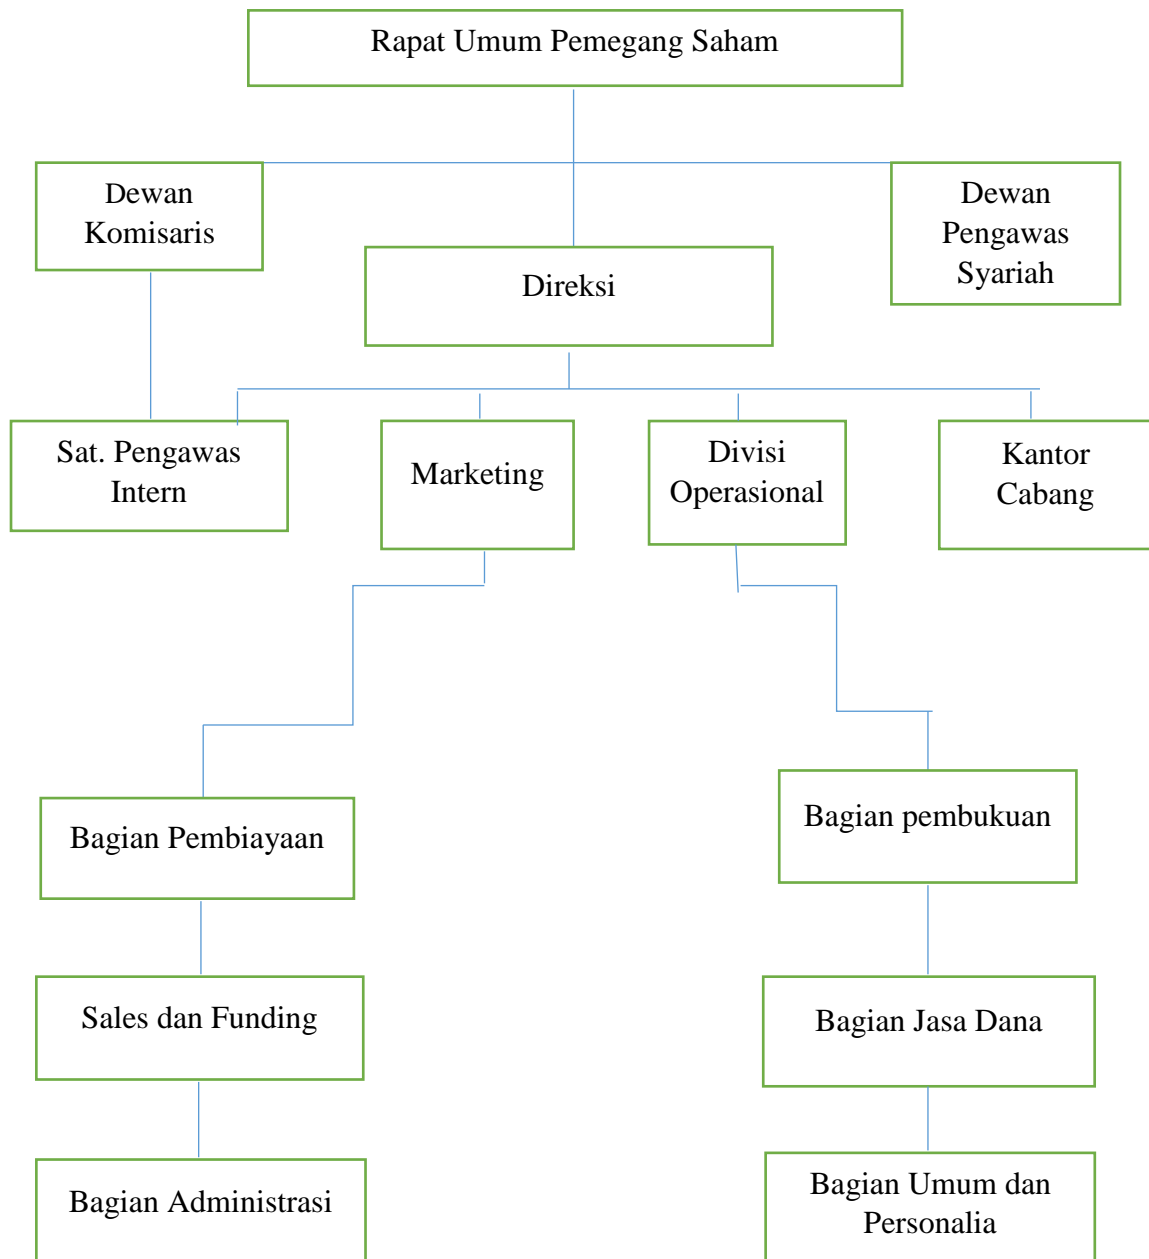 Rapat Umum Pemegang Saham
Dewan
Komisaris
Dewan
Pengawas
Syariah
Direksi
Sat. Pengawas
Intern
Marketing
Divisi
Operasional
Kantor
Cabang
Bagian Pembiayaan
Bagian pembukuan
Sales dan Funding
Bagian Jasa Dana
Bagian Administrasi
Bagian Umum dan
Personalia